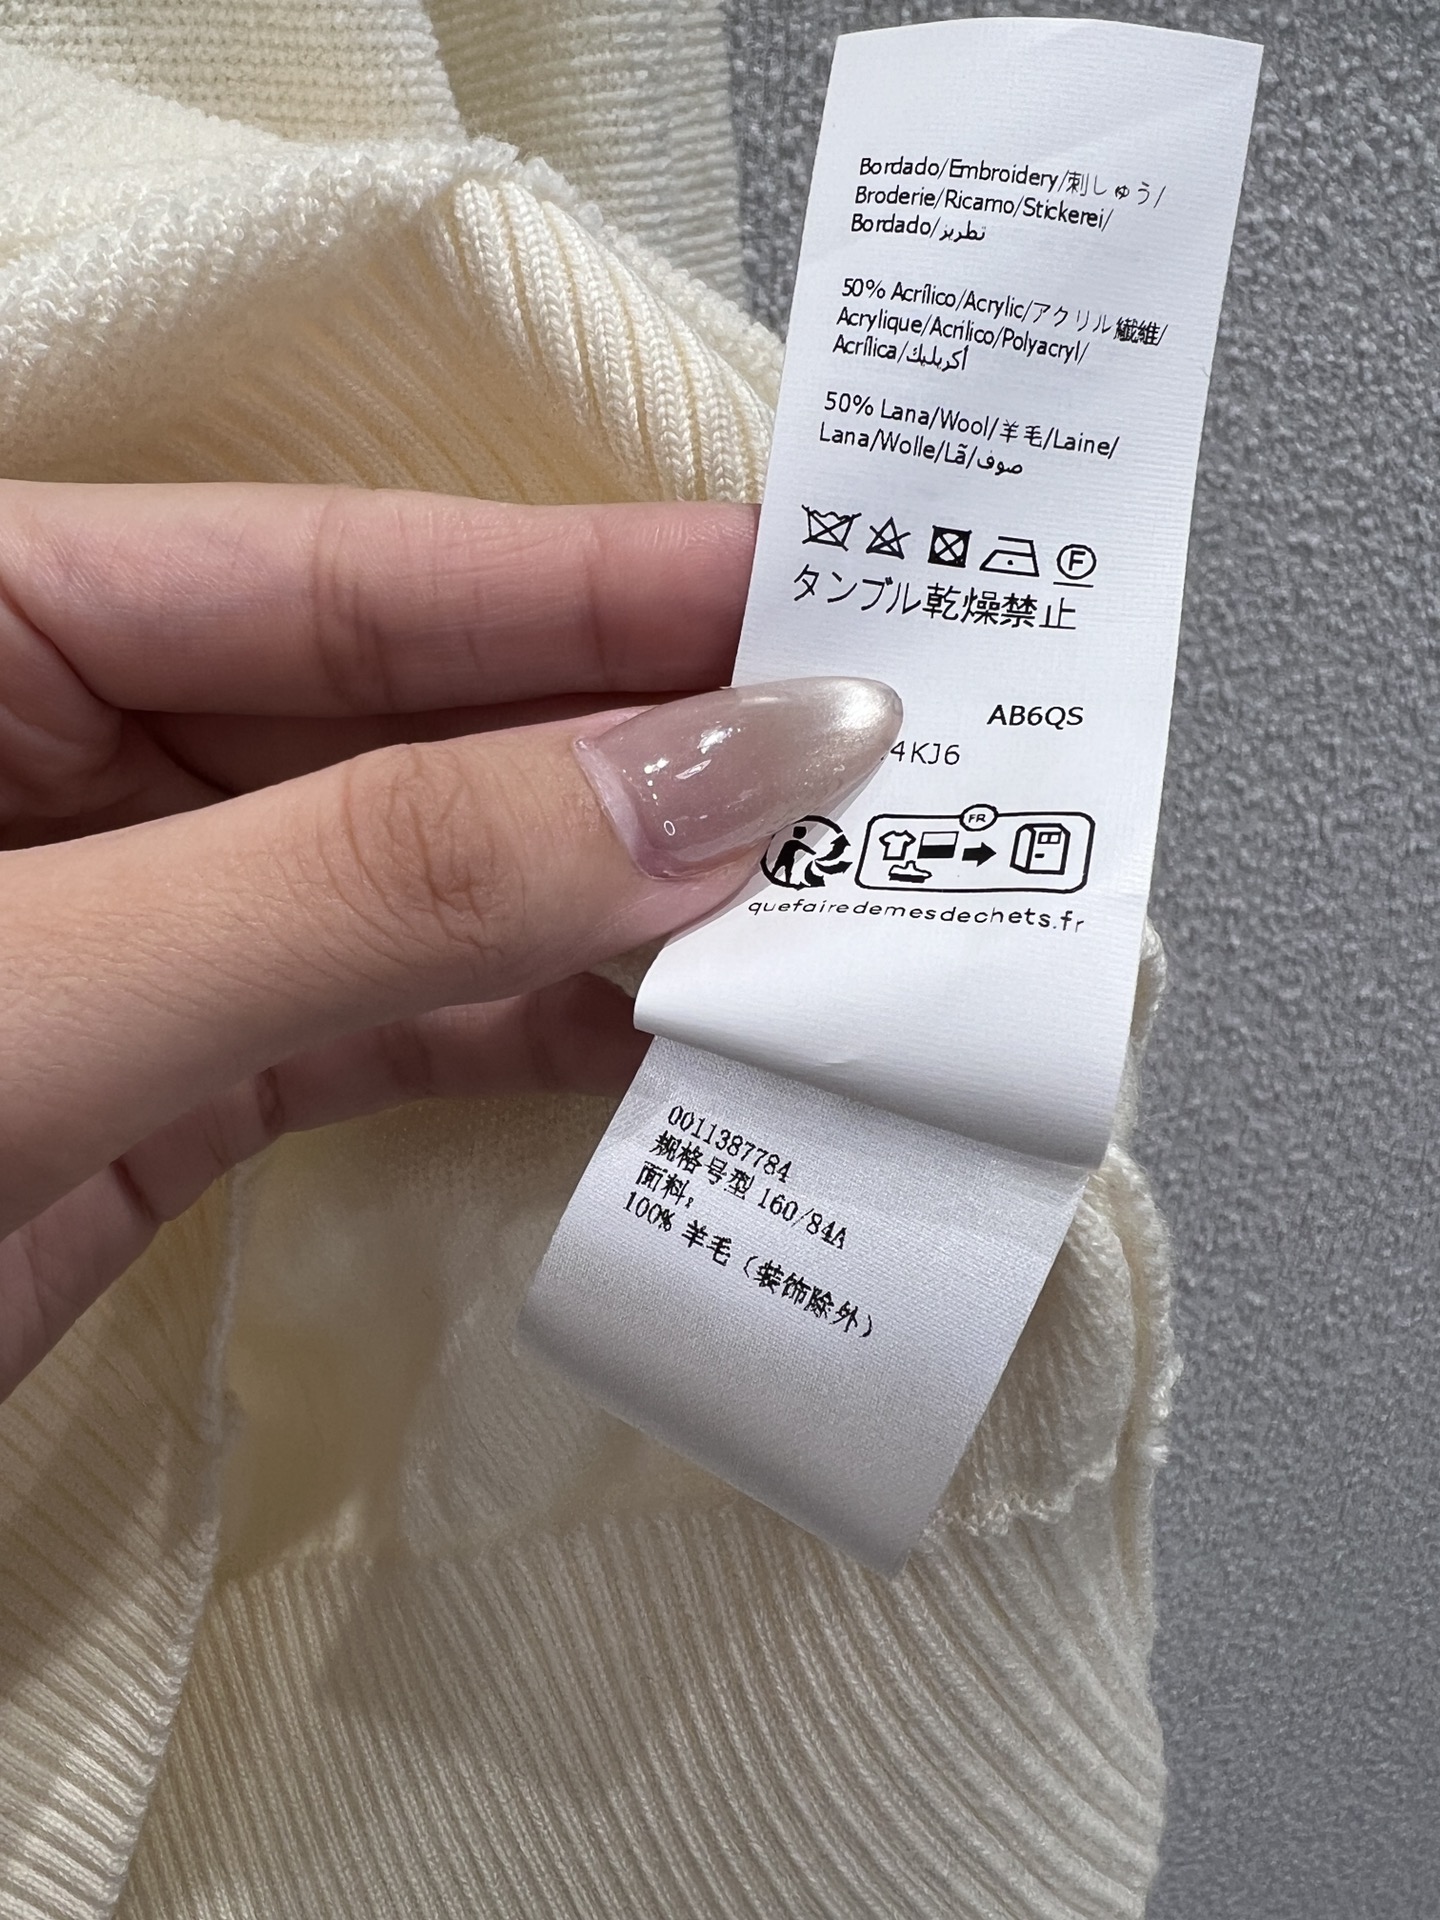 Bordado/Embroidery/刺しゅう/
Broderie/Ricamo/Stickerei/
Bordado/تطريز
50% Acrílico/Acrylic/アクリル繊維/
Acrylique/Acrilico/Polyacryl/
Acrílica/أكريليك
50% Lana/Wool/羊毛/Laine/
Lana/Wolle/Lã/صوف
F
タンブル乾燥禁止
AB6QS
4KJ6
FR
quefairedemesdechets.fr
0011387784
规格号型 160/84A
面料:
100% 羊毛 (装饰除外)